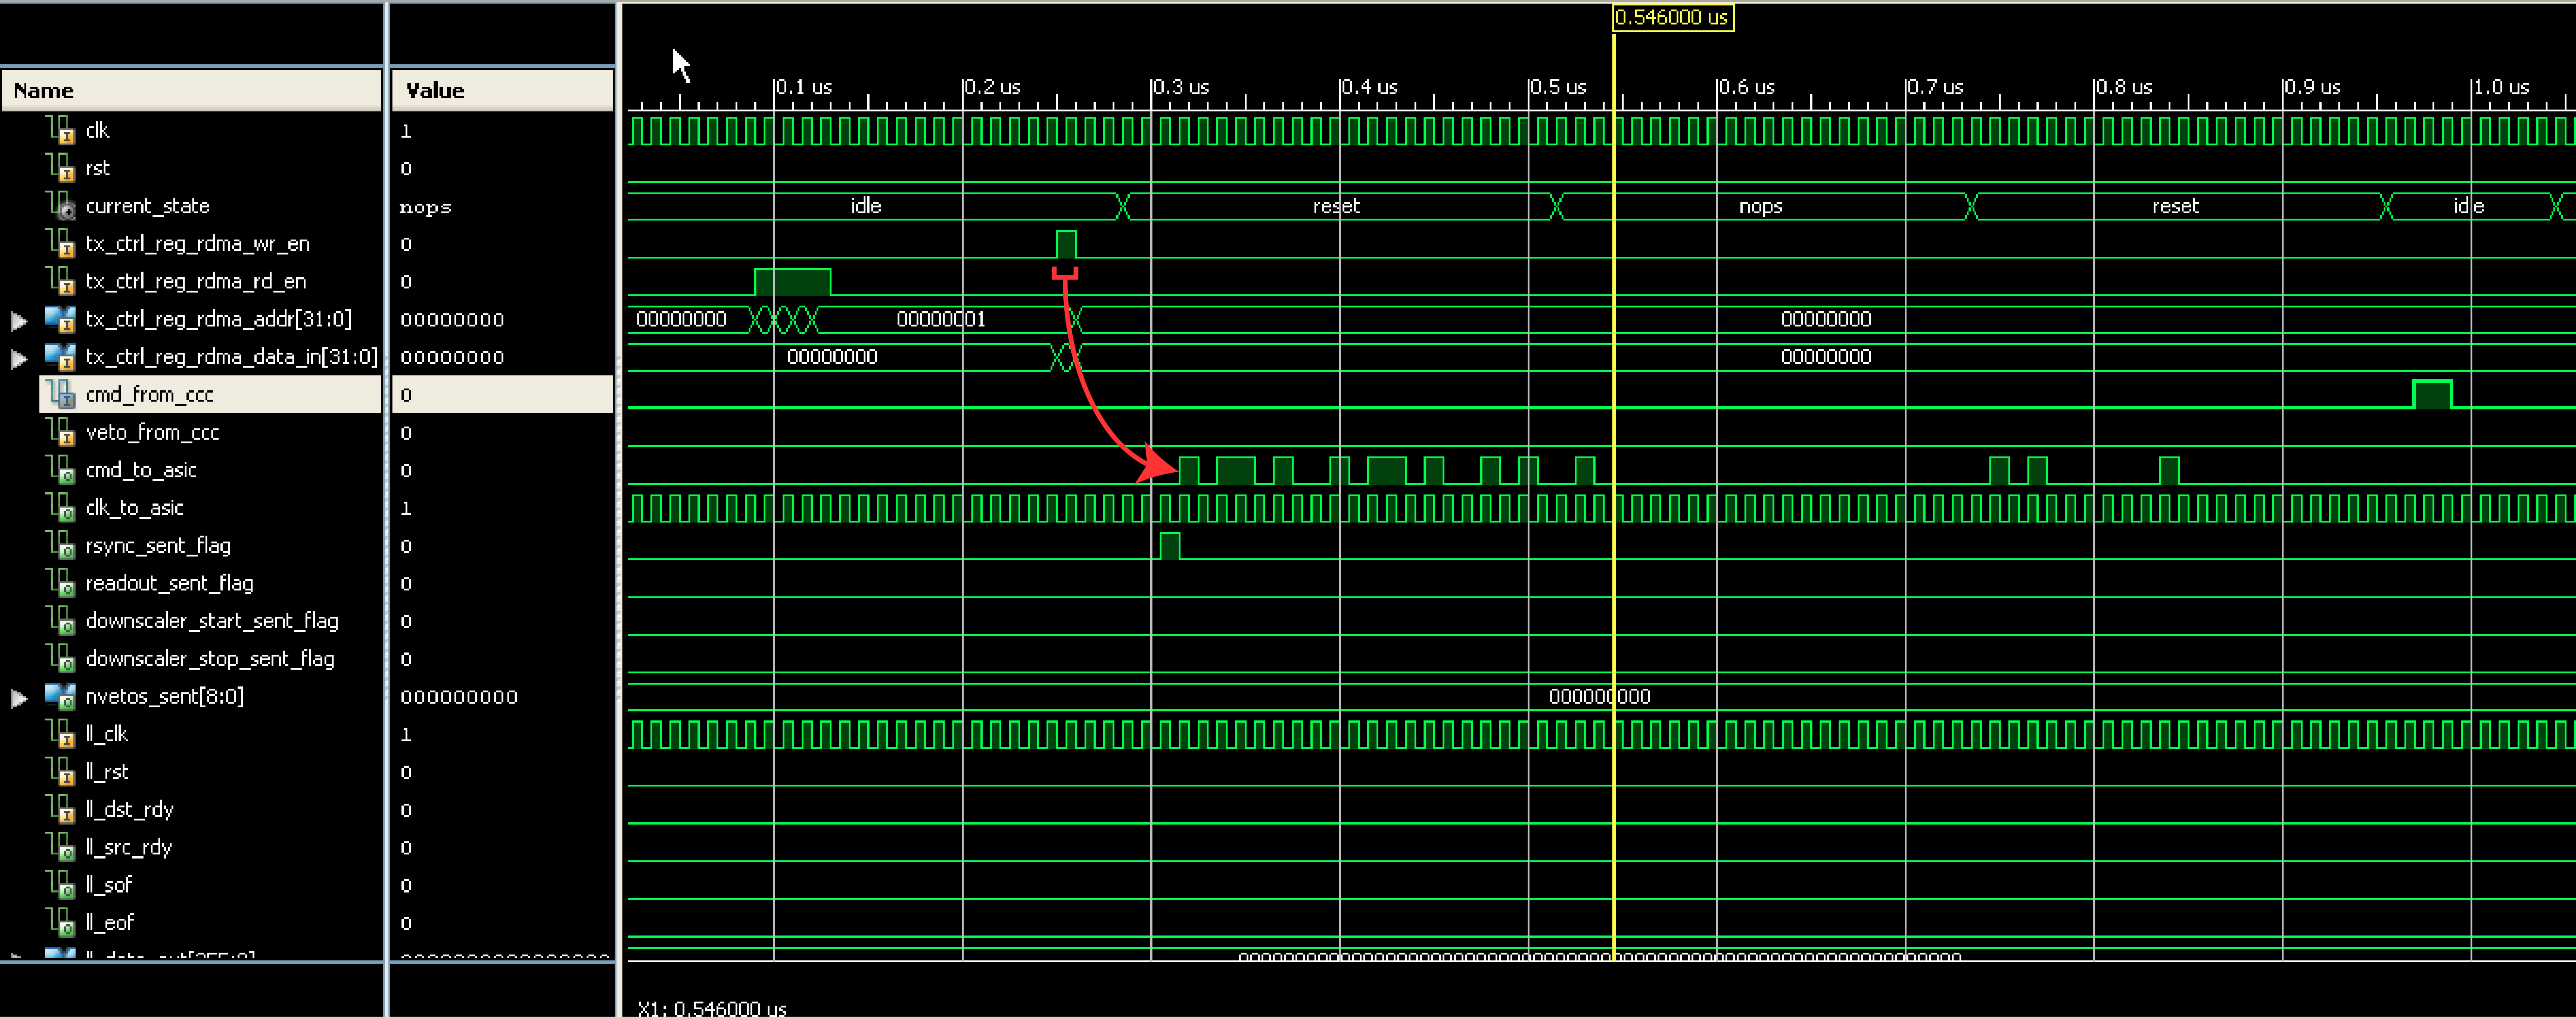 0.546000 us
Name Value 0.1 us 0.2 us 0.3 us 0.4 us 0.5 us 0.6 us 0.7 us 0.8 us 0.9 us 1.0 us
clk 1
rst 0
current_state nops idle reset nops reset idle
tx_ctrl_reg_rdma_wr_en 0
tx_ctrl_reg_rdma_rd_en 0
tx_ctrl_reg_rdma_addr[31:0] 00000000 00000000 00000001 00000000
tx_ctrl_reg_rdma_data_in[31:0] 00000000 00000000 00000000
cmd_from_ccc 0
veto_from_ccc 0
cmd_to_asic 0
clk_to_asic 1
rsync_sent_flag 0
readout_sent_flag 0
downscaler_start_sent_flag 0
downscaler_stop_sent_flag 0
nvetos_sent[8:0] 000000000 000000000
ll_clk 1
ll_rst 0
ll_dst_rdy 0
ll_src_rdy 0
ll_sof 0
ll_eof 0
X1: 0.546000 us